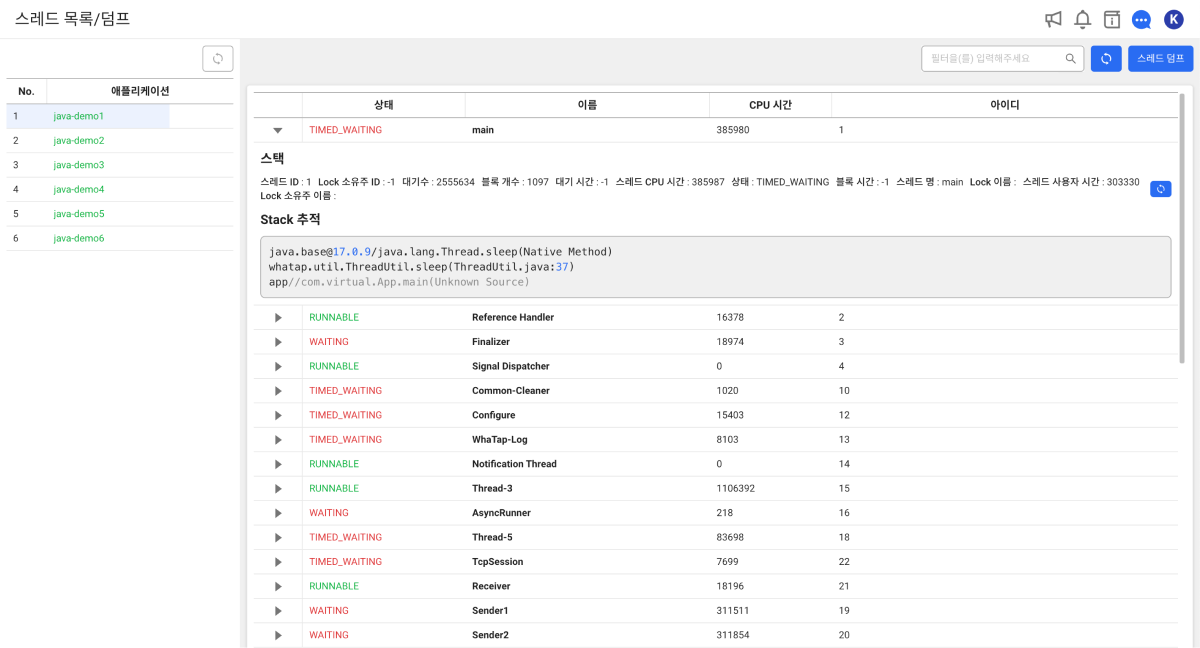 스레드 목록/덤프
K
필터을(를) 입력해주세요
스레드 덤프
No. 애플리케이션
1 java-demo1
2 java-demo2
3 java-demo3
4 java-demo4
5 java-demo5
6 java-demo6
상태 이름 CPU 시간 아이디
TIMED_WAITING main 385980 1
스택
스레드 ID : 1 Lock 소유주 ID : -1 대기수 : 2555634 블록 개수 : 1097 대기 시간 : -1 스레드 CPU 시간 : 385987 상태 : TIMED_WAITING 블록 시간 : -1 스레드 명 : main Lock 이름 : 스레드 사용자 시간 : 303330
Lock 소유주 이름 :
Stack 추적
java.base@17.0.9/java.lang.Thread.sleep(Native Method)
whatap.util.ThreadUtil.sleep(ThreadUtil.java:37)
app//com.virtual.App.main(Unknown Source)
RUNNABLE Reference Handler 16378 2
WAITING Finalizer 18974 3
RUNNABLE Signal Dispatcher 0 4
TIMED_WAITING Common-Cleaner 1020 10
TIMED_WAITING Configure 15403 12
TIMED_WAITING WhaTap-Log 8103 13
RUNNABLE Notification Thread 0 14
RUNNABLE Thread-3 1106392 15
WAITING AsyncRunner 218 16
TIMED_WAITING Thread-5 83698 18
TIMED_WAITING TcpSession 7699 22
RUNNABLE Receiver 18196 21
WAITING Sender1 311511 19
WAITING Sender2 311854 20